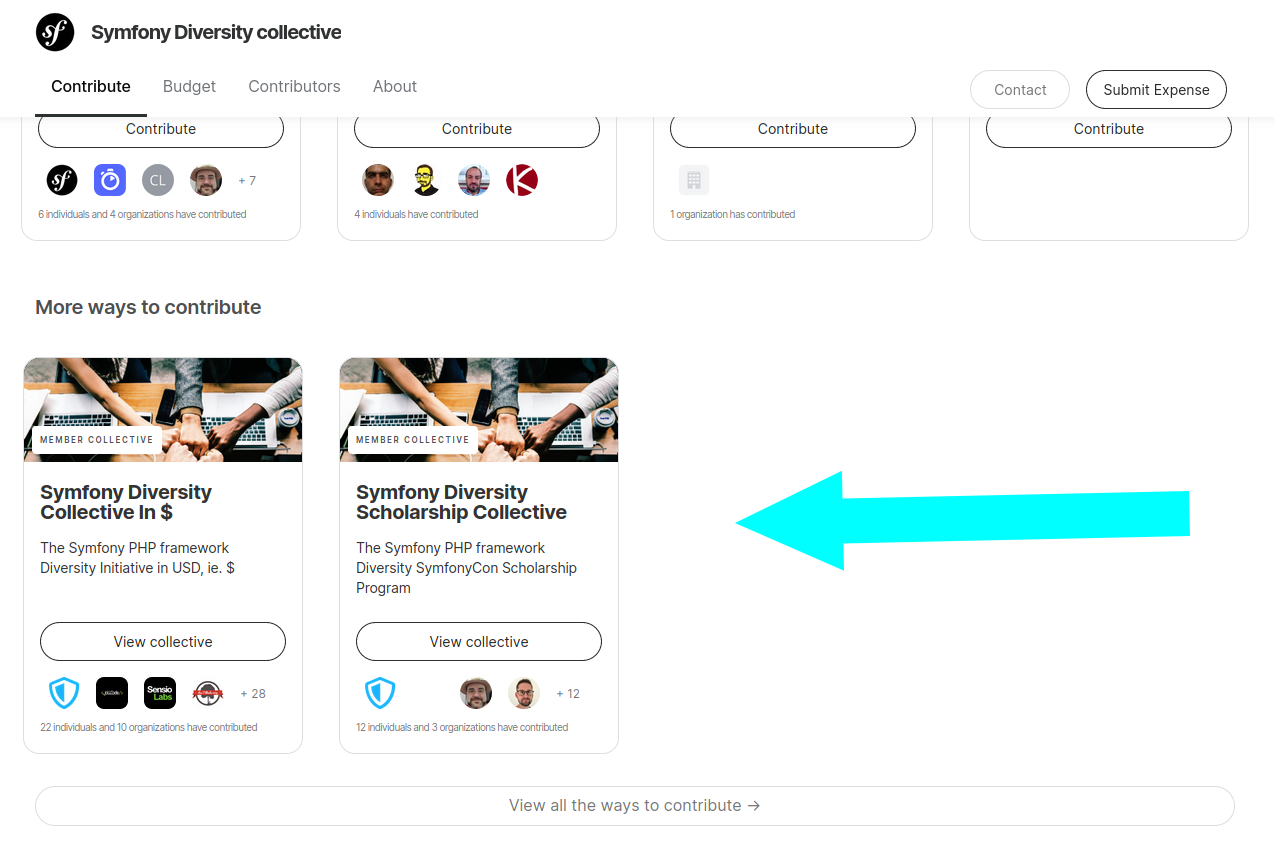 Symfony Diversity collective
Contribute Budget Contributors About Contact Submit Expense
Contribute Contribute Contribute Contribute
CL + 7
6 individuals and 4 organizations have contributed 4 individuals have contributed 1 organization has contributed
More ways to contribute
MEMBER COLLECTIVE
Symfony Diversity
Collective In $
The Symfony PHP framework
Diversity Initiative in USD, ie. $
View collective
Sensio
Labs
+ 28
22 individuals and 10 organizations have contributed
MEMBER COLLECTIVE
Symfony Diversity
Scholarship Collective
The Symfony PHP framework
Diversity SymfonyCon Scholarship
Program
View collective
+ 12
12 individuals and 3 organizations have contributed
View all the ways to contribute →